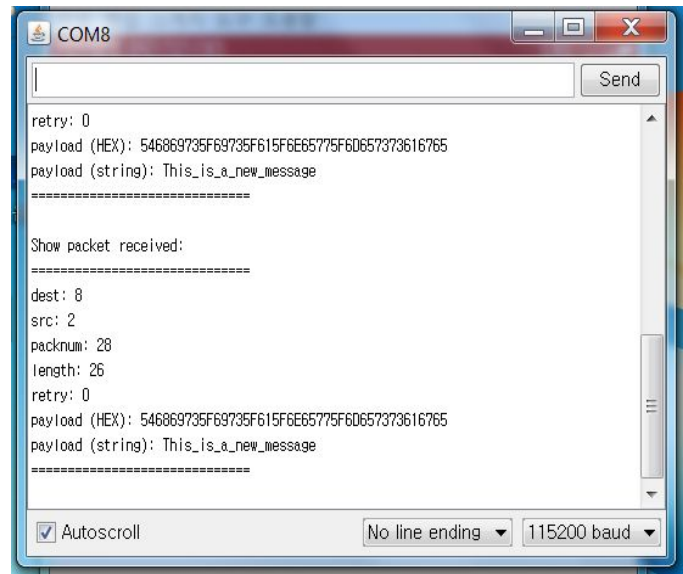 COM8
Send
retry: 0
payload (HEX): 546869735F69735F615F6E65775F6D657373616765
payload (string): This_is_a_new_message
==============================
Show packet received:
==============================
dest: 8
src: 2
packnum: 28
length: 26
retry: 0
payload (HEX): 546869735F69735F615F6E65775F6D657373616765
payload (string): This_is_a_new_message
==============================
Autoscroll
No line ending
115200 baud